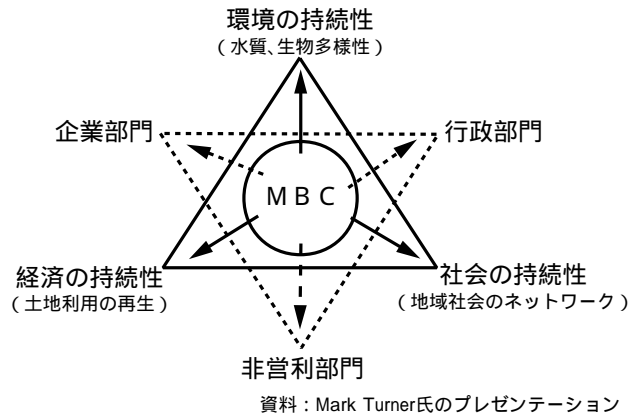 環境の持続性
（水質、生物多様性）
企業部門
行政部門
MBC
経済の持続性
（土地利用の再生）
社会の持続性
（地域社会のネットワーク）
非営利部門
資料：Mark Turner氏のプレゼンテーション